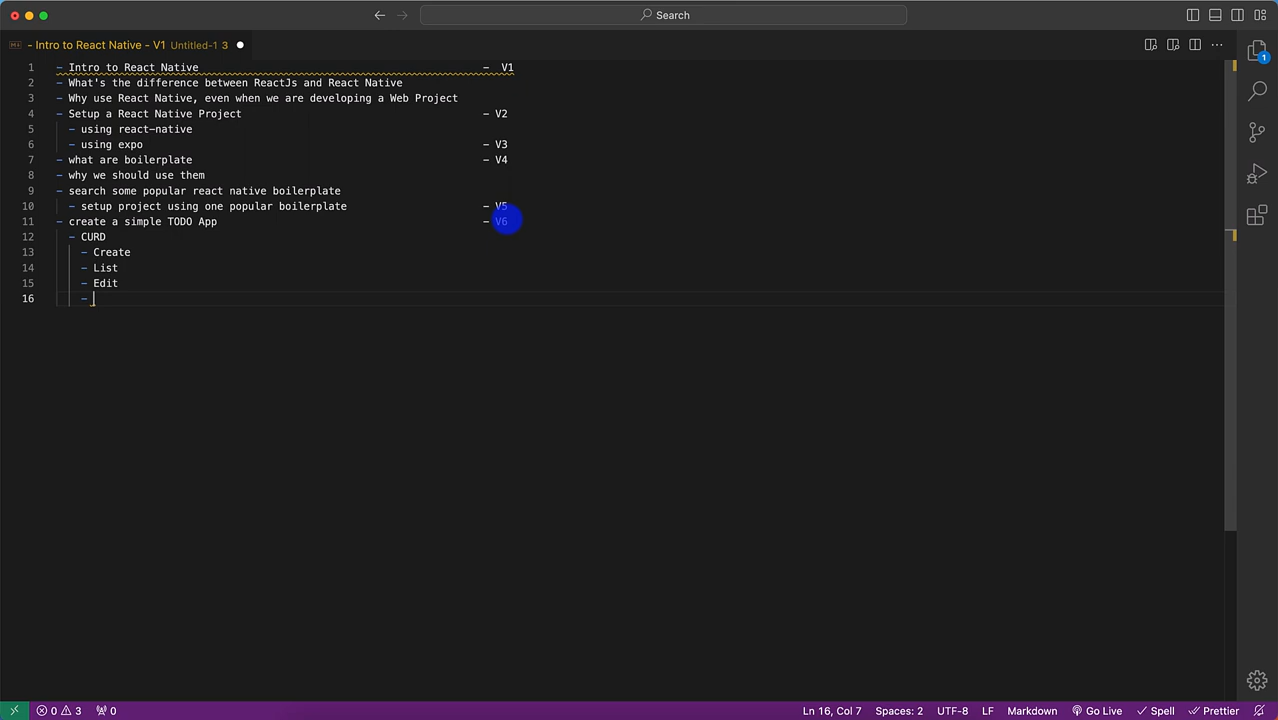 Search
- Intro to React Native - V1 Untitled-1 3
1 - Intro to React Native - V1
2 - What's the difference between ReactJs and React Native
3 - Why use React Native, even when we are developing a Web Project
4 - Setup a React Native Project - V2
5 - using react-native
6 - using expo - V3
7 - what are boilerplate - V4
8 - why we should use them
9 - search some popular react native boilerplate
10 - setup project using one popular boilerplate - V5
11 - create a simple TODO App - V6
12 - CURD
13 - Create
14 - List
15 - Edit
16 -
1
0 3 0 Ln 16, Col 7 Spaces: 2 UTF-8 LF Markdown Go Live Spell Prettier